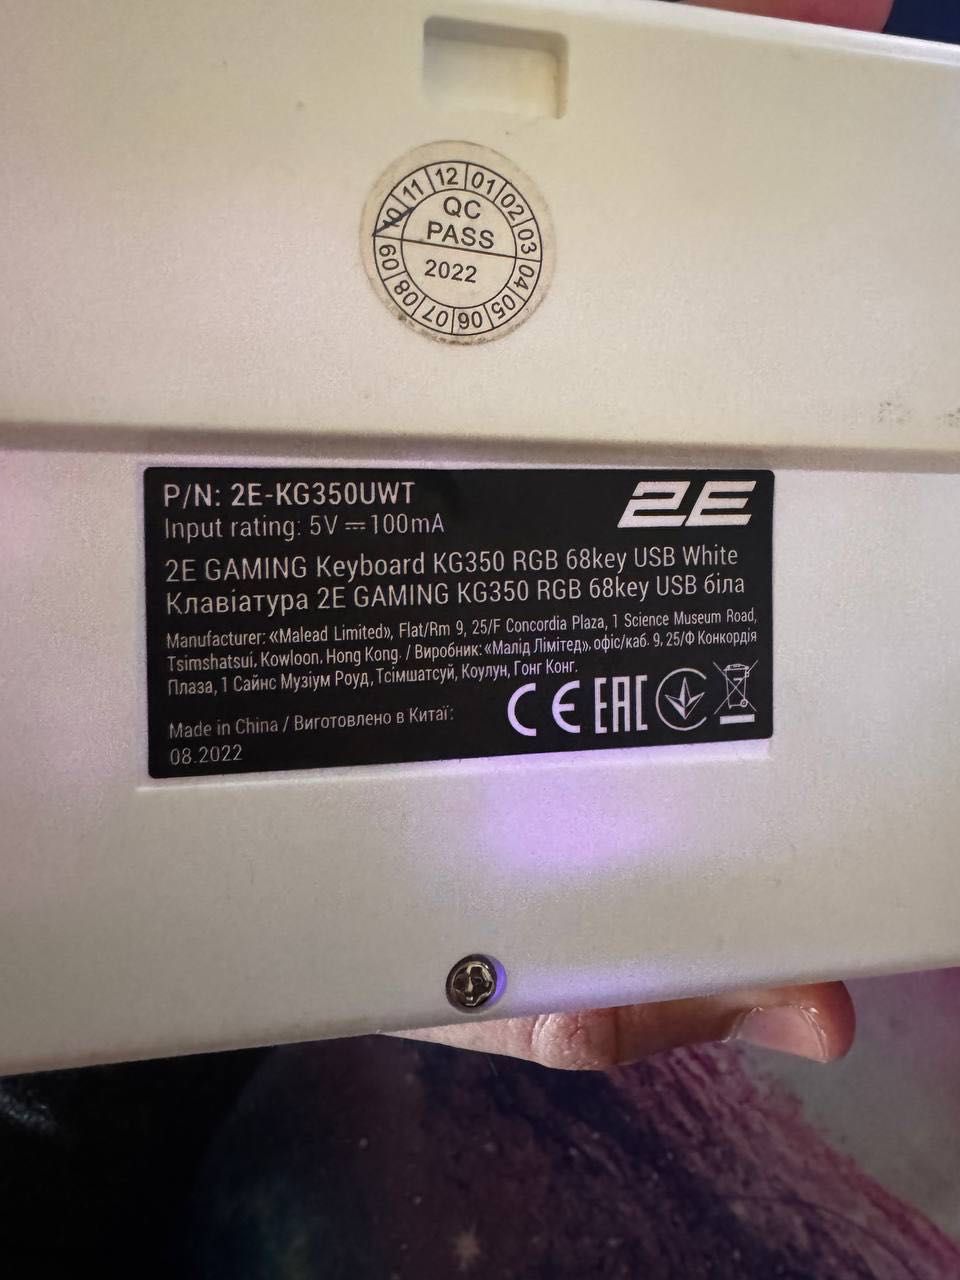 10 11 12 01 02 03 04 05 06 07 08 09
QC
PASS
2022
P/N: 2E-KG350UWT
2E
Input rating: 5V ⎓ 100mA
2E GAMING Keyboard KG350 RGB 68key USB White
Клавіатура 2E GAMING KG350 RGB 68key USB біла
Manufacturer: «Malead Limited», Flat/Rm 9, 25/F Concordia Plaza, 1 Science Museum Road,
Tsimshatsui, Kowloon, Hong Kong. / Виробник: «Малід Лімітед», офіс/каб. 9, 25/Ф Конкордія
Плаза, 1 Сайнс Музіум Роуд, Тсімшатсуй, Коулун, Гонг Конг.
Made in China / Виготовлено в Китаї:
08.2022
CE EAC